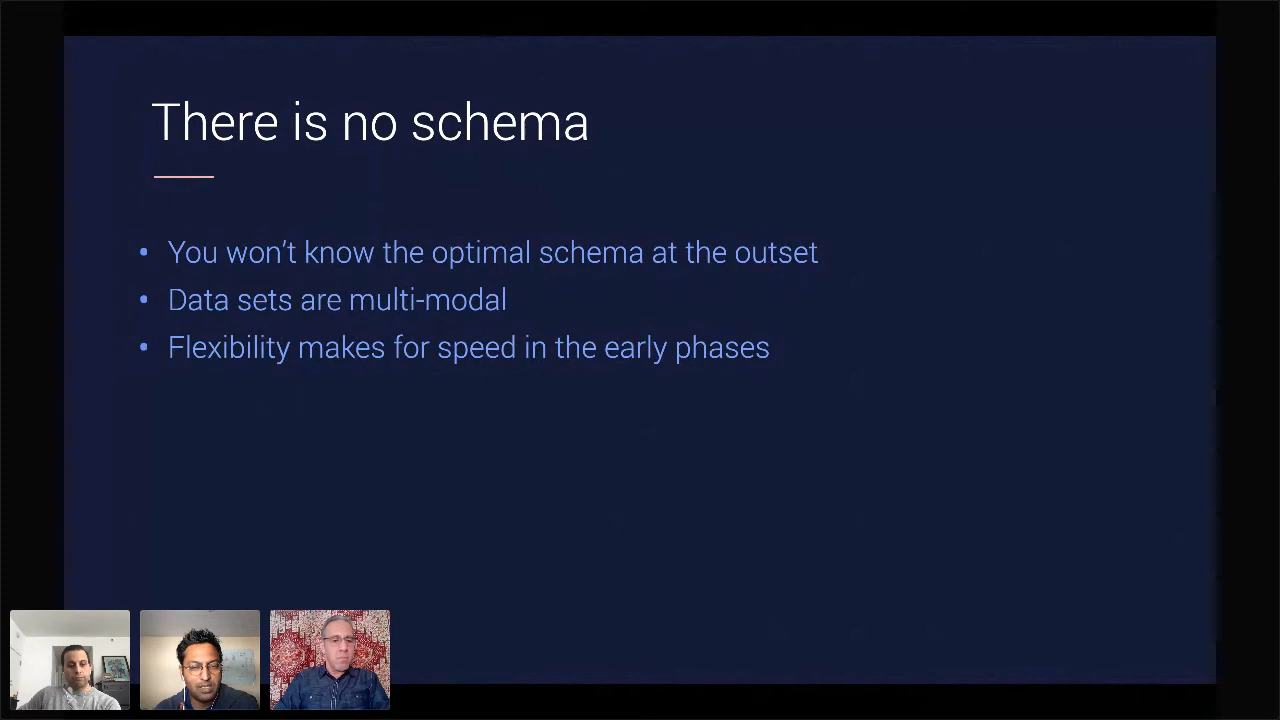 There is no schema
• You won't know the optimal schema at the outset
• Data sets are multi-modal
• Flexibility makes for speed in the early phases